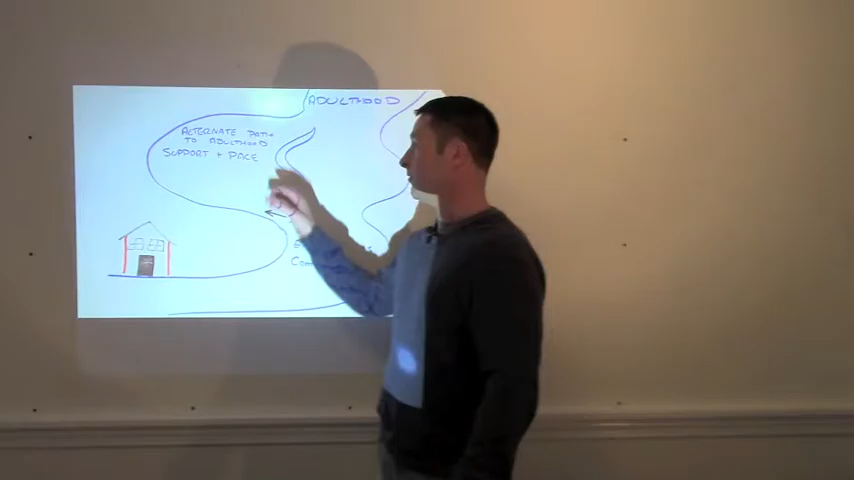 ADULTHOOD
ALTERNATE PATH
TO ADULTHOOD
SUPPORT + PACE